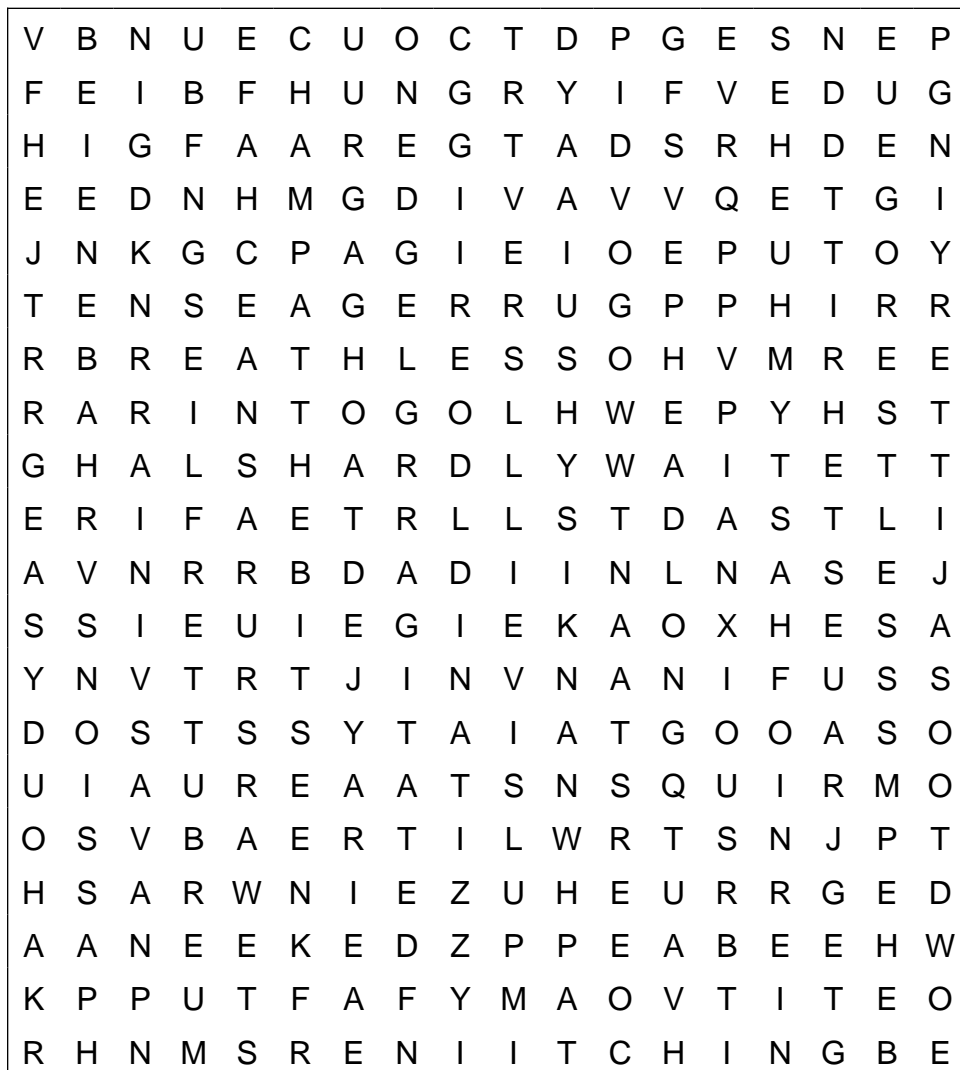 V B N U E C U O C T D P G E S N E P
F E I B F H U N G R Y I F V E D U G
H I G F A A R E G T A D S R H D E N
E E D N H M G D I V A V V Q E T G I
J N K G C P A G I E I O E P U T O Y
T E N S E A G E R R U G P P H I R R
R B R E A T H L E S S O H V M R E E
R A R I N T O G O L H W E P Y H S T
G H A L S H A R D L Y W A I T E T T
E R I F A E T R L L S T D A S T L I
A V N R R B D A D I I N L N A S E J
S S I E U I E G I E K A O X H E S A
Y N V T R T J I N V N A N I F U S S
D O S T S S Y T A I A T G O O A S O
U I A U R E A A T S N S Q U I R M O
O S V B A E R T I L W R T S N J P T
H S A R W N I E Z U H E U R R G E D
A A N E E K E D Z P P E A B E E H W
K P P U T F A F Y M A O V T I T E O
R H N M S R E N I I T C H I N G B E